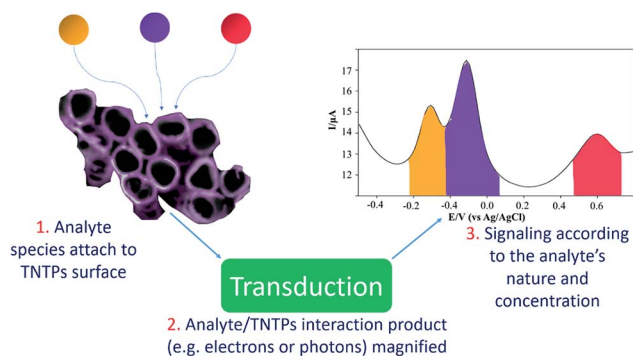 17
16
15
14
13
12
I/μA
-0.4
-0.2
-0.4
0.0
0.2
0.4
0.6
E/V (vs Ag/AgCl)
1. Analyte
species attach to
TNTPs surface
3. Signaling according
to the analyte's
nature and
concentration
Transduction
2. Analyte/TNTPs interaction product
(e.g. electrons or photons) magnified